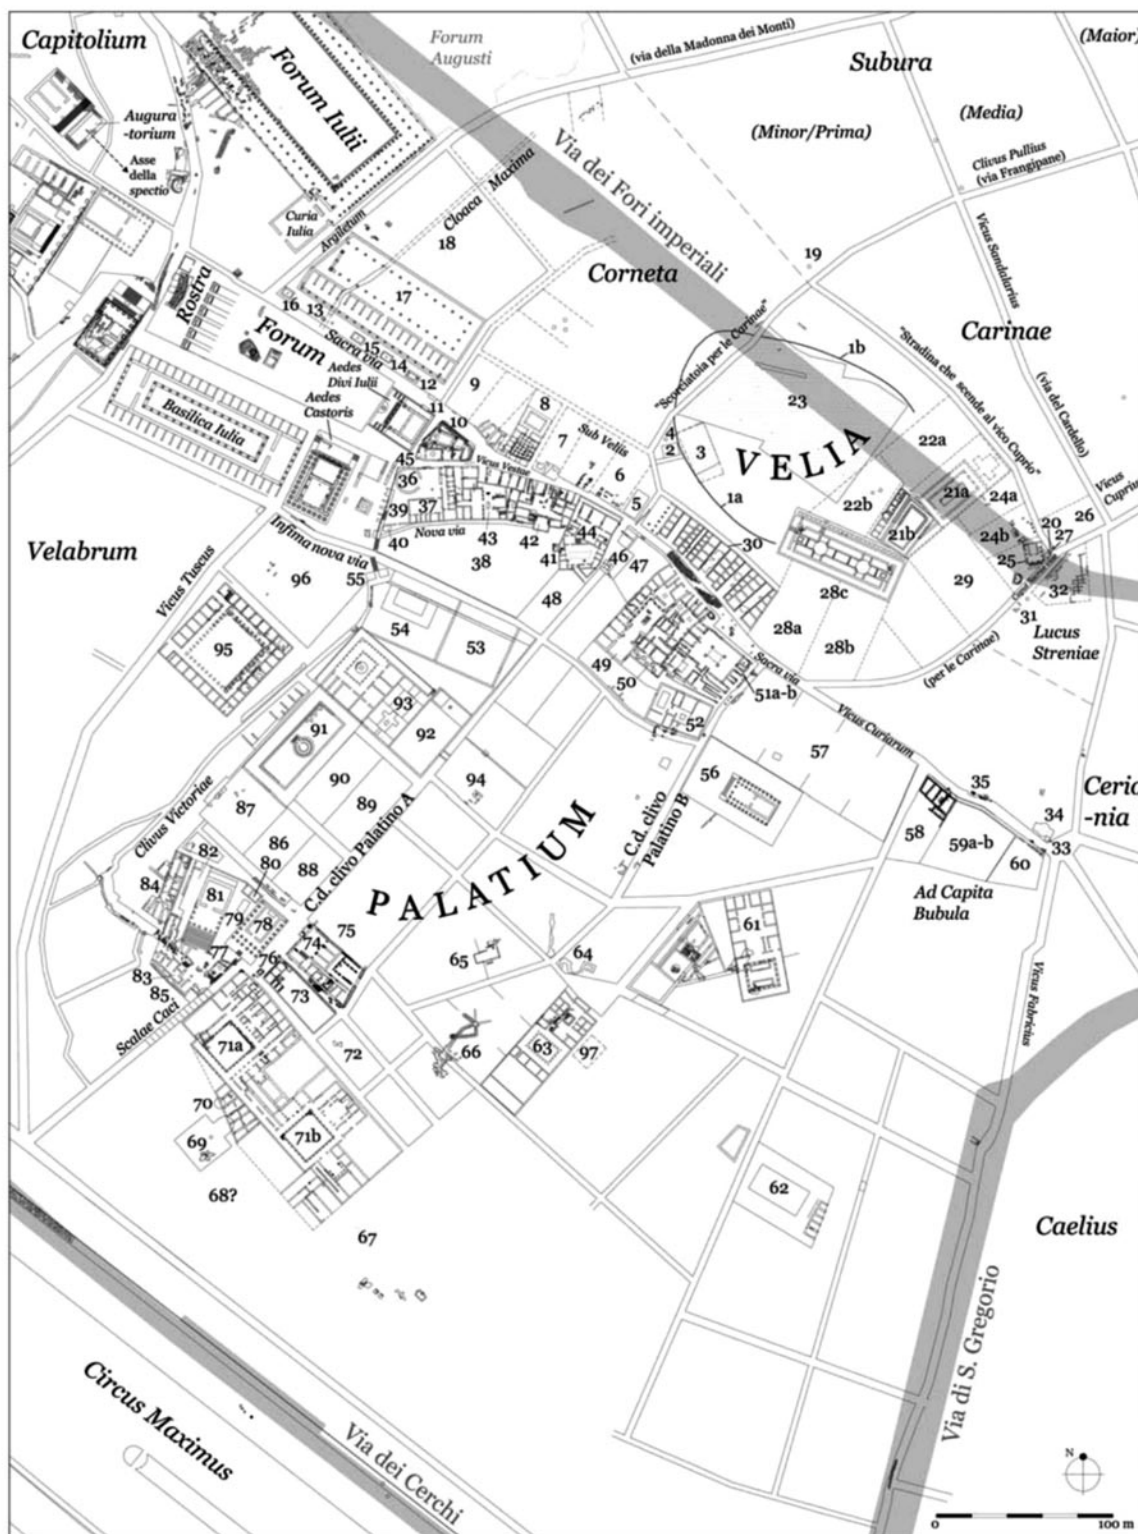 Capitolium
Forum
Augusti
(via della Madonna dei Monti)
(Maior)
Subura
Forum Iulii
Augura
-torium
Asse
della
spectio
(Media)
(Minor/Prima)
Via dei Fori imperiali
Clivus Pullius
(via Frangipane)
Cloaca Maxima
Curia
Iulia
Argiletum
18
19
Vicus Sandalarius
Corneta
Rostra
16
13
17
Forum
Sacra via
15
14
12
Carinae
"Scorciatoia per le Carinae"
1b
"Stradina che scende al vico Cuprio"
(via del Cardello)
Aedes
Divi Iulii
Aedes
Castoris
Basilica Iulia
9
8
11
10
7
Sub Veliis
23
VELIA
4
2
3
22a
45
Vicus Vestae
6
36
1a
22b
21a
24a
Vicus
Cuprius
39
37
5
21b
20
26
Infima nova via
40
Nova via
43
42
44
30
24b
27
Velabrum
38
41
46
47
25
Vicus Tuscus
96
55
48
28c
29
32
54
53
28a
31
Lucus
Streniae
95
49
Sacra via
28b
(per le Carinae)
50
51a-b
93
52
Vicus Curiarum
91
92
57
90
94
56
35
Cerio
-nia
Clivus Victoriae
87
89
C.d. clivo Palatino A
C.d. clivo
Palatino B
34
86
58
59a-b
33
82
80
88
PALATIUM
60
84
81
Ad Capita
Bubula
79
78
75
61
74
77
76
65
64
83
85
73
Scalae Caci
Vicus Fabricius
71a
72
66
63
97
70
71b
69
68?
62
67
Caelius
Via di S. Gregorio
Circus Maximus
Via dei Cerchi
N
0
100 m